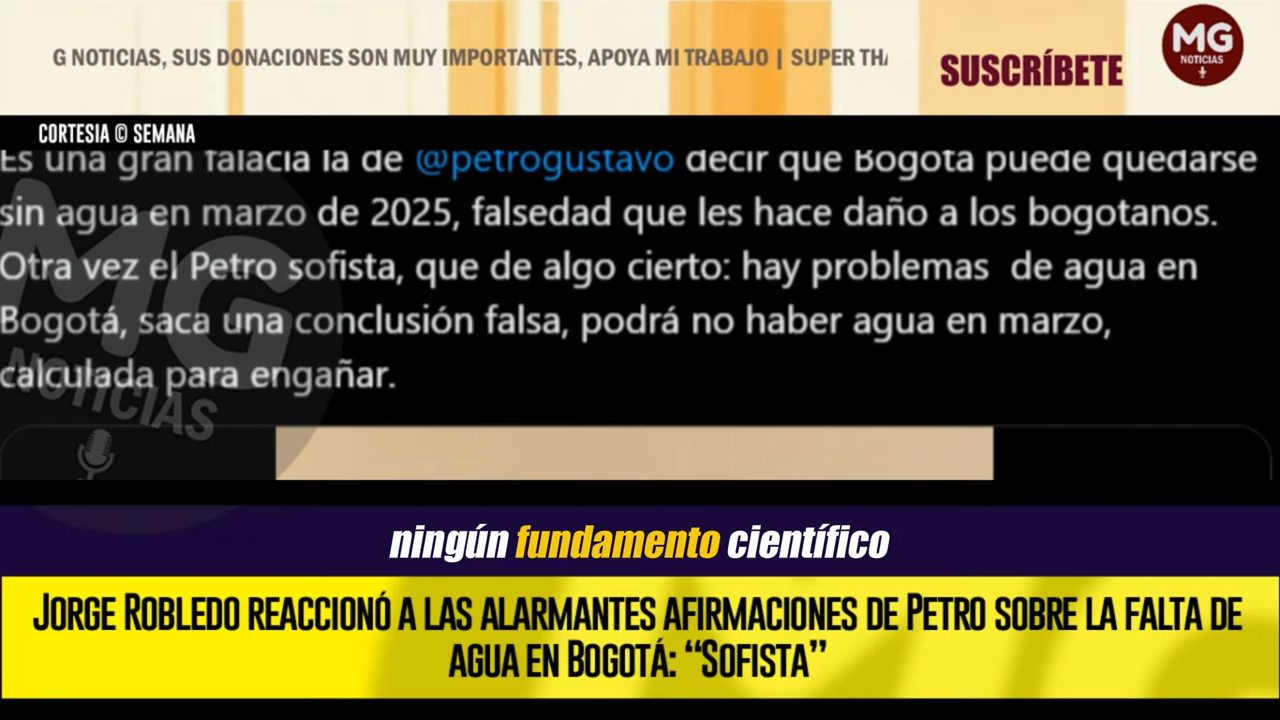 G NOTICIAS, SUS DONACIONES SON MUY IMPORTANTES, APOYA MI TRABAJO | SUPER THA
SUSCRÍBETE
MG
NOTICIAS
CORTESIA © SEMANA
Es una gran falacia la de @petrogustavo decir que Bogotá puede quedarse
sin agua en marzo de 2025, falsedad que les hace daño a los bogotanos.
Otra vez el Petro sofista, que de algo cierto: hay problemas de agua en
Bogotá, saca una conclusión falsa, podrá no haber agua en marzo,
calculada para engañar.
MG
NOTICIAS
ningún fundamento científico
JORGE ROBLEDO REACCIONÓ A LAS ALARMANTES AFIRMACIONES DE PETRO SOBRE LA FALTA DE
AGUA EN BOGOTÁ: “SOFISTA”